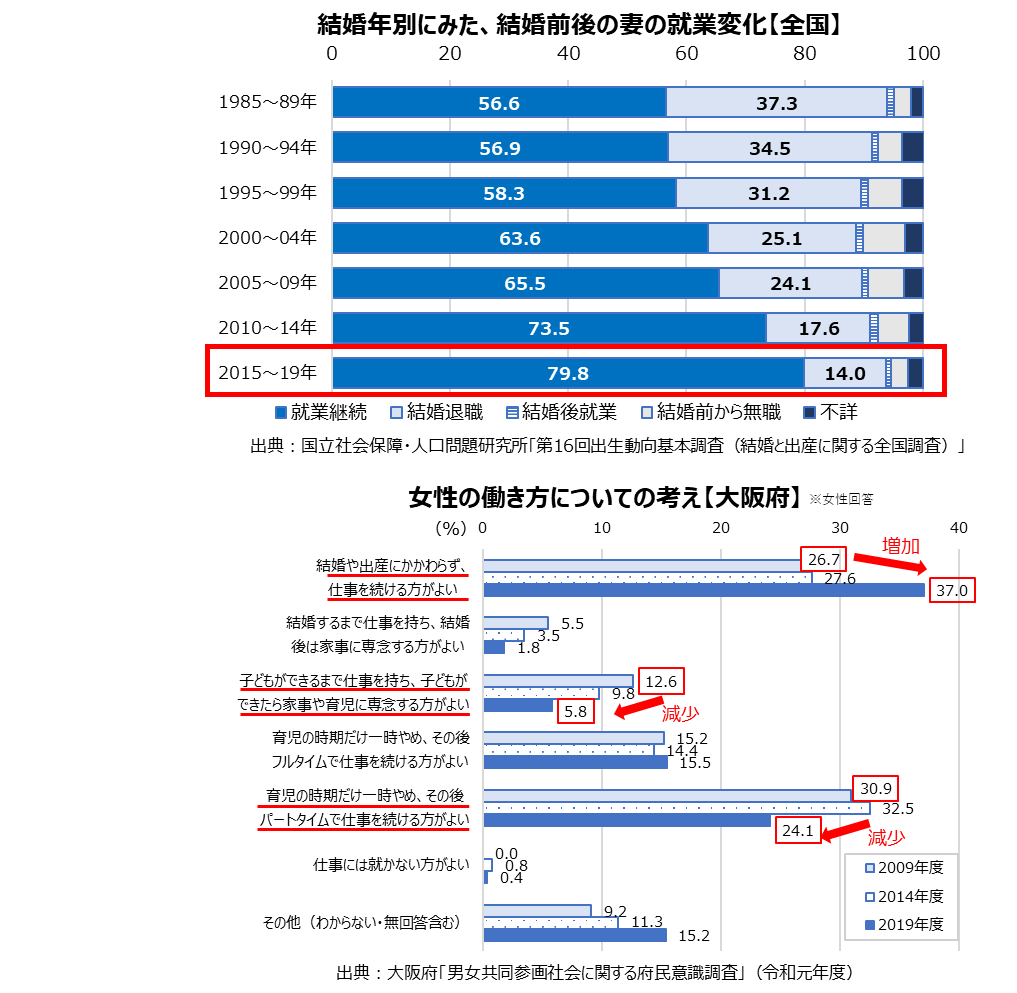 結婚年別にみた、結婚前後の妻の就業変化【全国】
0 20 40 60 80 100
1985～89年 56.6 37.3
1990～94年 56.9 34.5
1995～99年 58.3 31.2
2000～04年 63.6 25.1
2005～09年 65.5 24.1
2010～14年 73.5 17.6
2015～19年 79.8 14.0
就業継続 結婚退職 結婚後就業 結婚前から無職 不詳
出典：国立社会保障・人口問題研究所「第16回出生動向基本調査（結婚と出産に関する全国調査）」
女性の働き方についての考え【大阪府】 ※女性回答
（%） 0 10 20 30 40
結婚や出産にかかわらず、 26.7 増加
27.6
仕事を続ける方がよい 37.0
結婚するまで仕事を持ち、結婚 5.5
3.5
後は家事に専念する方がよい 1.8
子どもができるまで仕事を持ち、子どもが 12.6
9.8
できたら家事や育児に専念する方がよい 5.8 減少
育児の時期だけ一時やめ、その後 15.2
14.4
フルタイムで仕事を続ける方がよい 15.5
育児の時期だけ一時やめ、その後 30.9
32.5
パートタイムで仕事を続ける方がよい 24.1 減少
0.0
仕事には就かない方がよい 0.8
0.4
9.2
その他（わからない・無回答含む） 11.3
15.2
2009年度
2014年度
2019年度
出典：大阪府「男女共同参画社会に関する府民意識調査」（令和元年度）